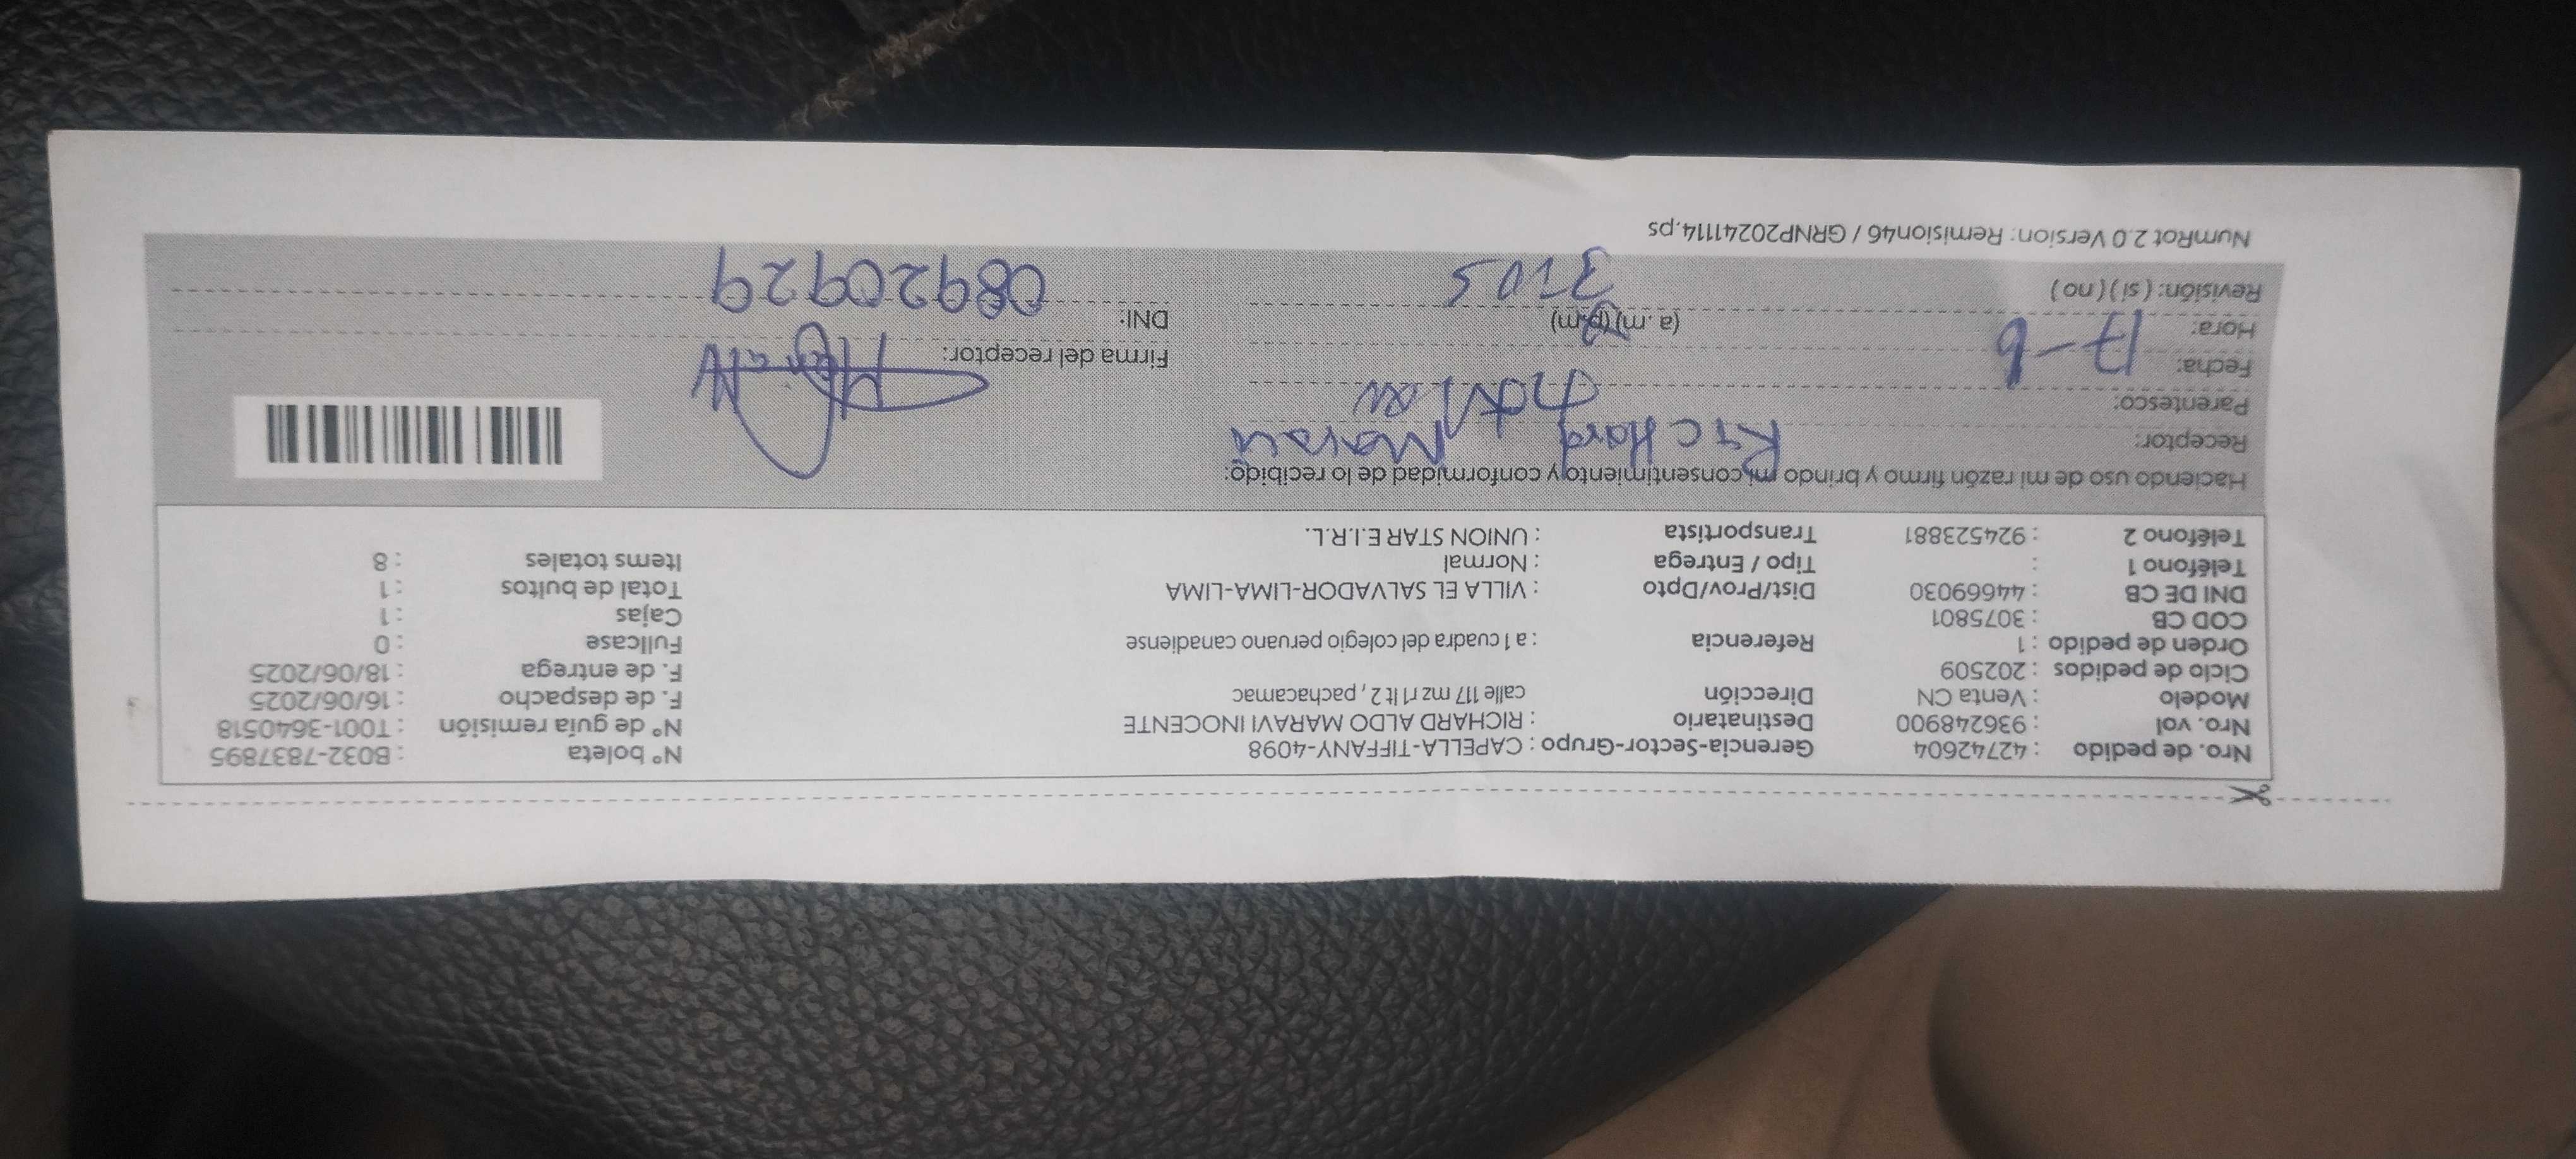 Nro. de pedido : 42742604 Gerencia-Sector-Grupo : CAPELLA-TIFFANY-4098 N° boleta : B032-7837895
Nro. vol : 936248900 Destinatario : RICHARD ALDO MARAVI INOCENTE N° de guía remisión : T001-3640518
Modelo : Venta CN Dirección calle 117 mz r1 lt 2 , pachacamac F. de despacho : 16/06/2025
Ciclo de pedidos : 202509 F. de entrega : 18/06/2025
Orden de pedido : 1 Referencia : a 1 cuadra del colegio peruano canadiense Fullcase : 0
COD CB : 3075801 Cajas : 1
DNI DE CB : 44669030 Dist/Prov/Dpto : VILLA EL SALVADOR-LIMA-LIMA Total de bultos : 1
Teléfono 1 : Tipo / Entrega : Normal Items totales : 8
Teléfono 2 : 924523881 Transportista : UNION STAR E.I.R.L.
Haciendo uso de mi razón firmo y brindo mi consentimiento y conformidad de lo recibido:
Receptor: Richard Maravi
Parentesco:
Fecha: 17-6 Firma del receptor:
Hora: (a. m) (p.m) DNI: 08920929
Revisión: ( si ) ( no )
NumRot 2.0 Version: Remision46 / GRNP20241114.ps